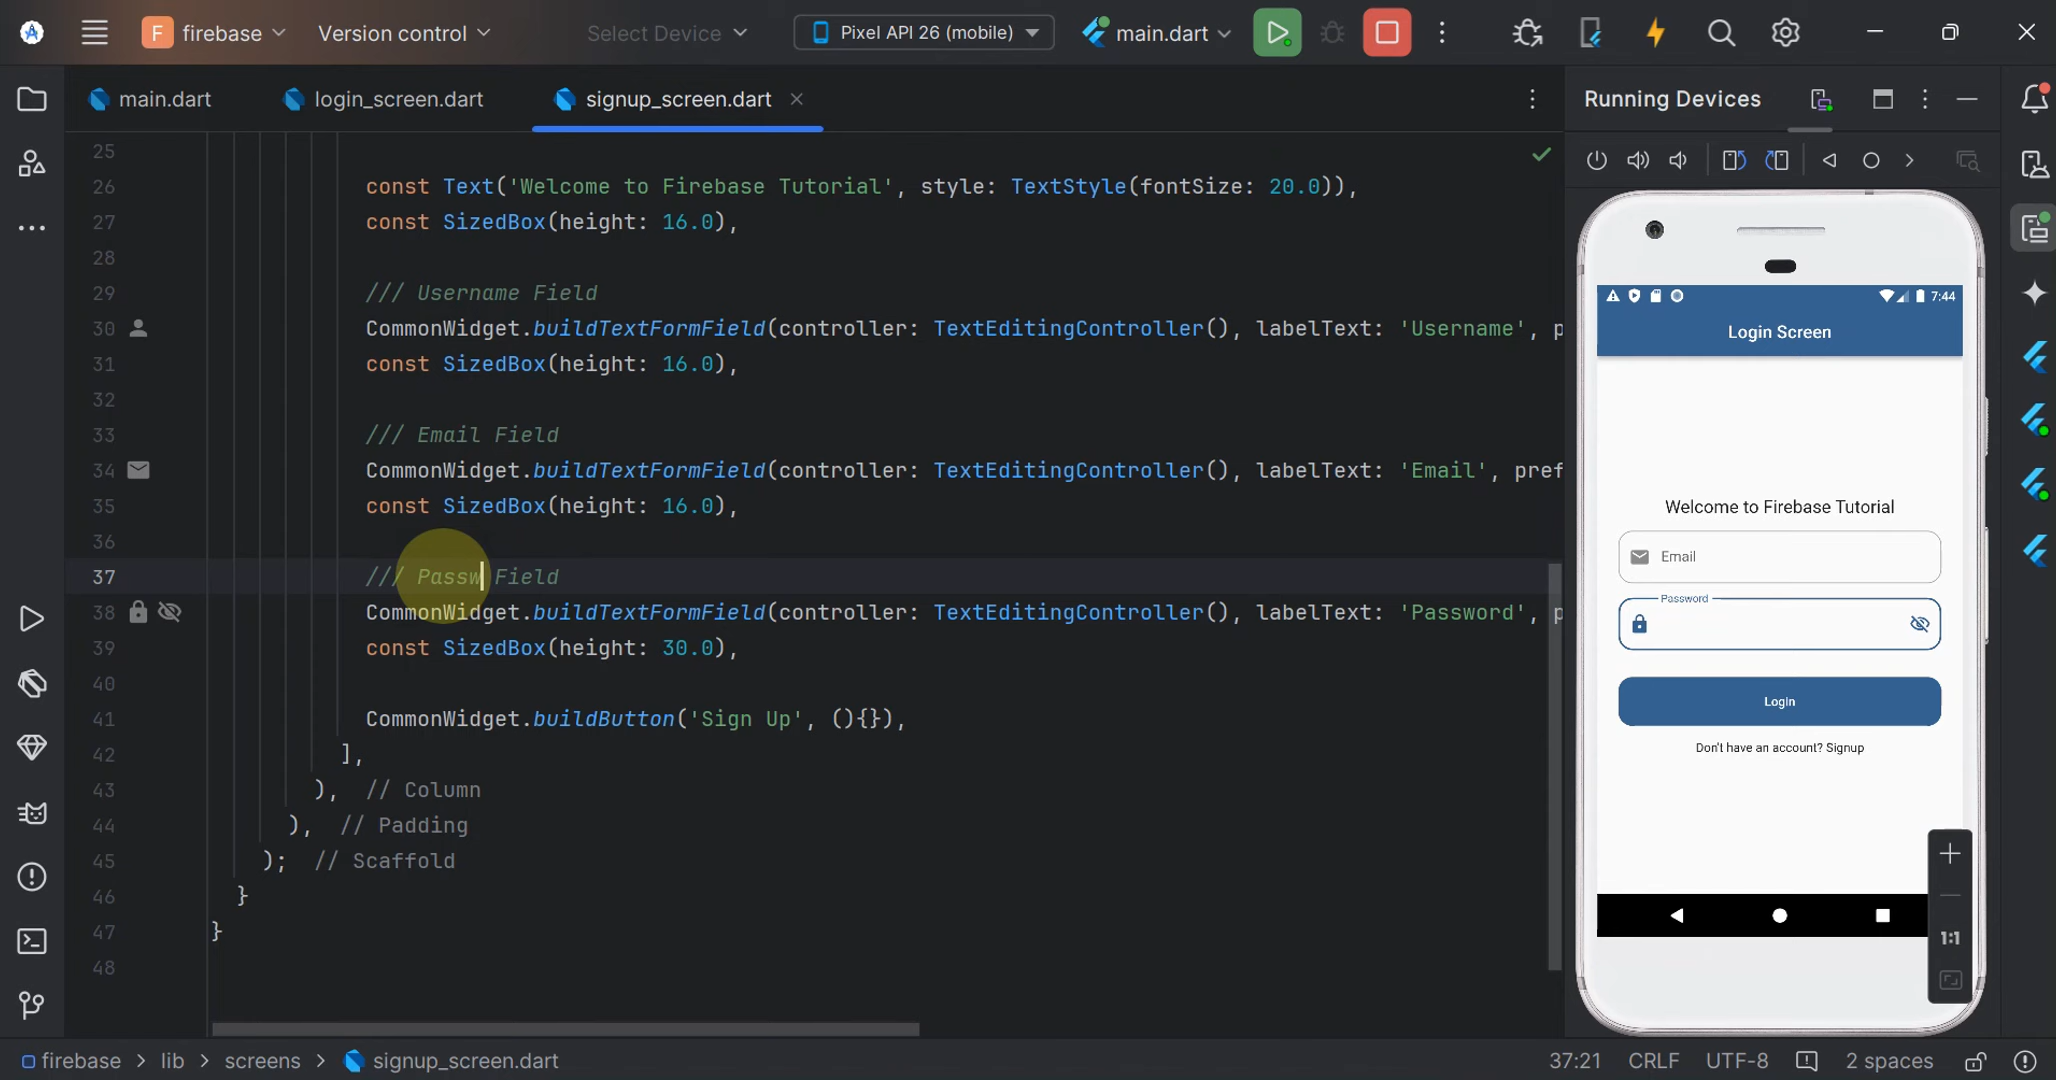 F firebase Version control Select Device Pixel API 26 (mobile) main.dart
main.dart login_screen.dart signup_screen.dart
Running Devices
25
26 const Text('Welcome to Firebase Tutorial', style: TextStyle(fontSize: 20.0)),
27 const SizedBox(height: 16.0),
28
29 /// Username Field
30 CommonWidget.buildTextFormField(controller: TextEditingController(), labelText: 'Username', p
31 const SizedBox(height: 16.0),
32
33 /// Email Field
34 CommonWidget.buildTextFormField(controller: TextEditingController(), labelText: 'Email', pref
35 const SizedBox(height: 16.0),
36
37 /// Passw Field
38 CommonWidget.buildTextFormField(controller: TextEditingController(), labelText: 'Password', p
39 const SizedBox(height: 30.0),
40
41 CommonWidget.buildButton('Sign Up', (){}),
42 ],
43 ), // Column
44 ), // Padding
45 ); // Scaffold
46 }
47 }
48
7:44
Login Screen
Welcome to Firebase Tutorial
Email
Password
Login
Don't have an account? Signup
1:1
firebase > lib > screens > signup_screen.dart
37:21 CRLF UTF-8 2 spaces